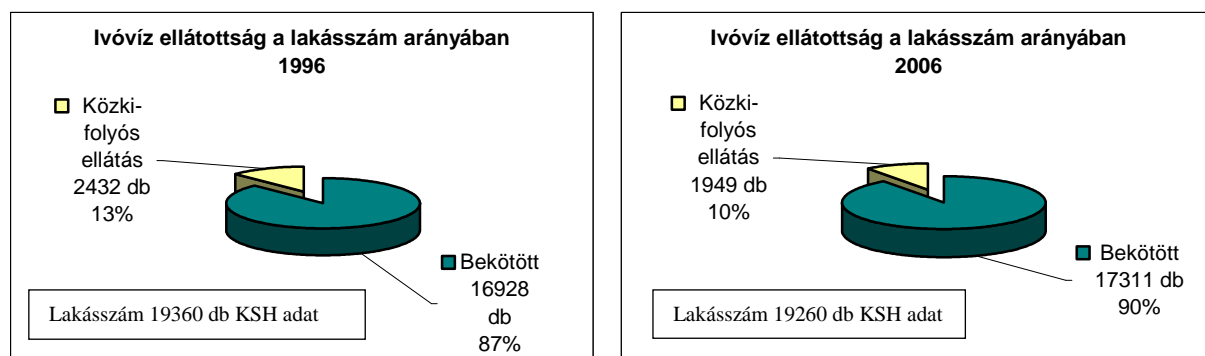 Ivóvíz ellátottság a lakásszám arányában
1996
Közki-
folyós
ellátás
2432 db
13%
Bekötött
16928
db
87%
Lakásszám 19360 db KSH adat
Ivóvíz ellátottság a lakásszám arányában
2006
Közki-
folyós
ellátás
1949 db
10%
Bekötött
17311 db
90%
Lakásszám 19260 db KSH adat